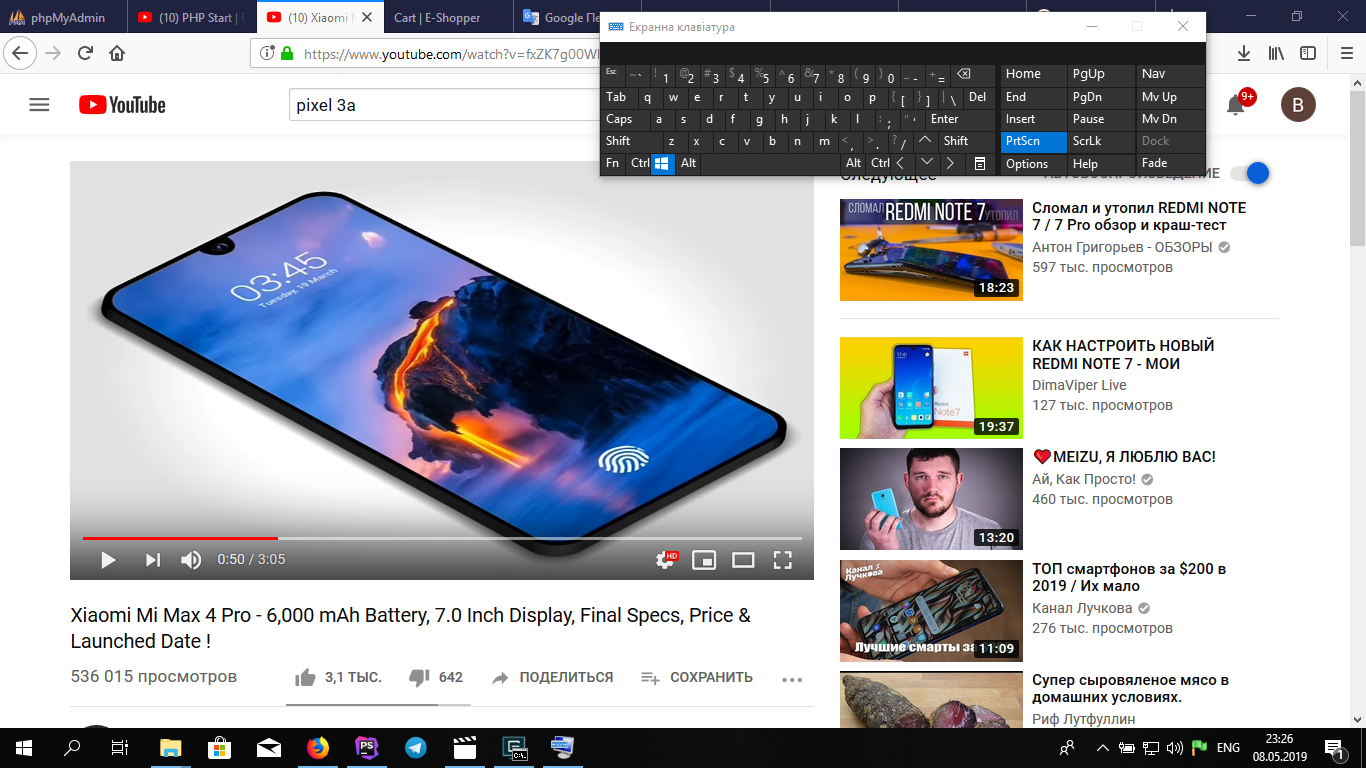 phpMyAdmin
(10) PHP Start |
(10) Xiaomi
Cart | E-Shopper
Google Пе
Екранна клавіатура
https://www.youtube.com/watch?v=fxZK7g00W
YouTube
pixel 3a
9+
B
Esc ~ ` ! 1 @ 2 # 3 $ 4 % 5 ^ 6 & 7 * 8 ( 9 ) 0 _ - + = Home PgUp Nav
Tab q w e r t y u i o p { [ } ] | \ Del End PgDn Mv Up
Caps a s d f g h j k l : ; " ' Enter Insert Pause Mv Dn
Shift z x c v b n m < , > . ? / Shift PrtScn ScrLk Dock
Fn Ctrl Alt Alt Ctrl Options Help Fade
Следующее
АВТОВОСПРОИЗВЕДЕНИЕ
03:45
Tuesday 19 March
0:50 / 3:05
HD
Xiaomi Mi Max 4 Pro - 6,000 mAh Battery, 7.0 Inch Display, Final Specs, Price &
Launched Date !
536 015 просмотров
3,1 ТЫС.
642
ПОДЕЛИТЬСЯ
СОХРАНИТЬ
СЛОМАЛ REDMI NOTE 7 УТОПИЛ
18:23
Сломал и утопил REDMI NOTE
7 / 7 Pro обзор и краш-тест
Антон Григорьев - ОБЗОРЫ
597 тыс. просмотров
17:41
Redmi
Note7
19:37
КАК НАСТРОИТЬ НОВЫЙ
REDMI NOTE 7 - МОИ
DimaViper Live
127 тыс. просмотров
13:20
MEIZU, Я ЛЮБЛЮ ВАС!
Ай, Как Просто!
460 тыс. просмотров
Канал
Лучкова
Лучшие смарты за
11:09
ТОП смартфонов за $200 в
2019 / Их мало
Канал Лучкова
276 тыс. просмотров
Супер сыровяленое мясо в
домашних условиях.
Риф Лутфуллин
PS
C:\
ENG
23:26
08.05.2019
1